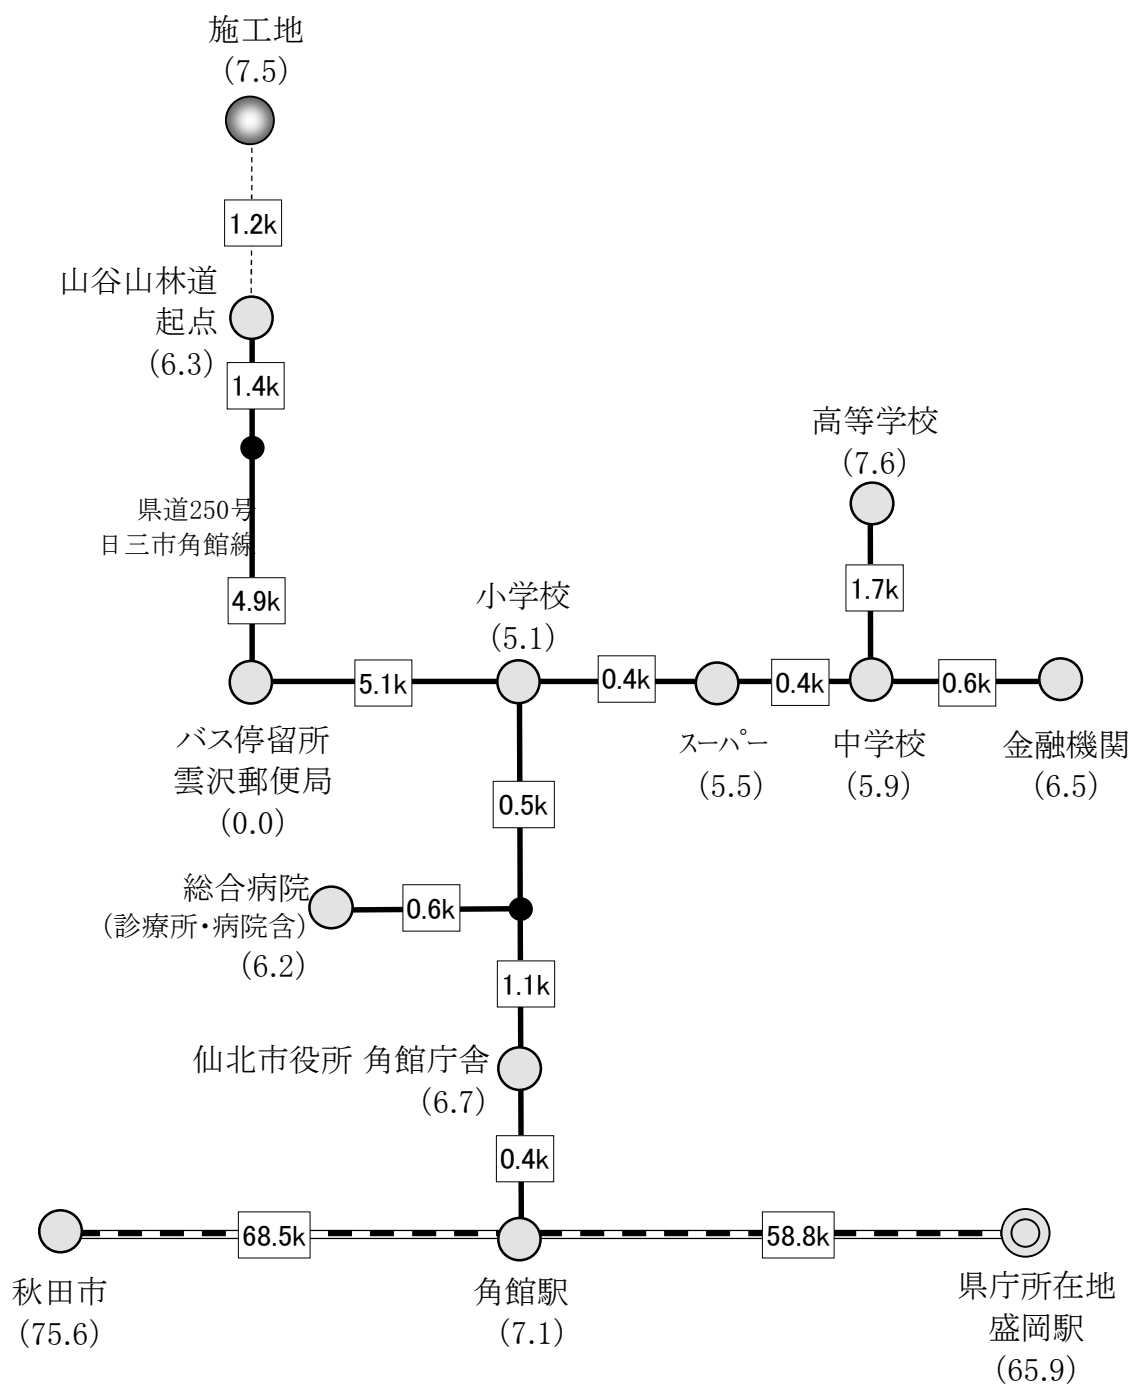 施工地
(7.5)
1.2k
山谷山林道
起点
(6.3)
1.4k
高等学校
(7.6)
県道250号
日三市角館線
1.7k
4.9k
小学校
(5.1)
5.1k
0.4k
0.4k
0.6k
バス停留所
雲沢郵便局
(0.0)
スーパー
(5.5)
中学校
(5.9)
金融機関
(6.5)
0.5k
総合病院
(診療所・病院含)
(6.2)
0.6k
1.1k
仙北市役所 角館庁舎
(6.7)
0.4k
68.5k
58.8k
秋田市
(75.6)
角館駅
(7.1)
県庁所在地
盛岡駅
(65.9)